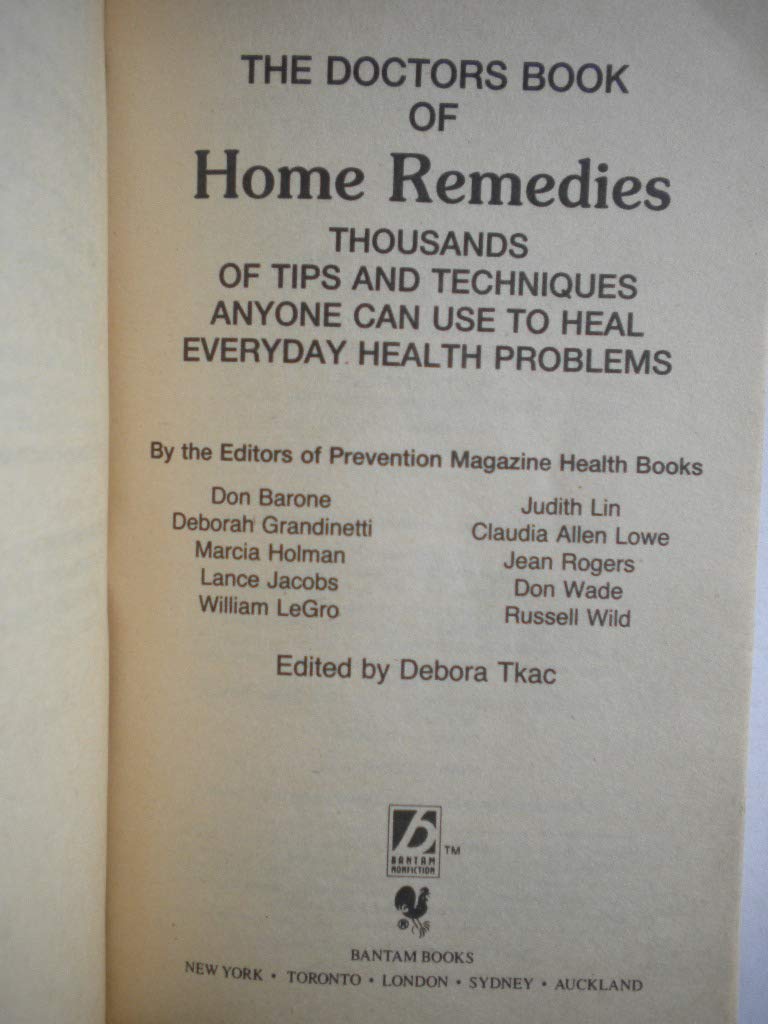 THE DOCTORS BOOK
OF
Home Remedies
THOUSANDS
OF TIPS AND TECHNIQUES
ANYONE CAN USE TO HEAL
EVERYDAY HEALTH PROBLEMS
By the Editors of Prevention Magazine Health Books
Don Barone
Deborah Grandinetti
Marcia Holman
Lance Jacobs
William LeGro
Judith Lin
Claudia Allen Lowe
Jean Rogers
Don Wade
Russell Wild
Edited by Debora Tkac
b
BANTAM
NONFICTION
TM
®
BANTAM BOOKS
NEW YORK • TORONTO • LONDON • SYDNEY • AUCKLAND